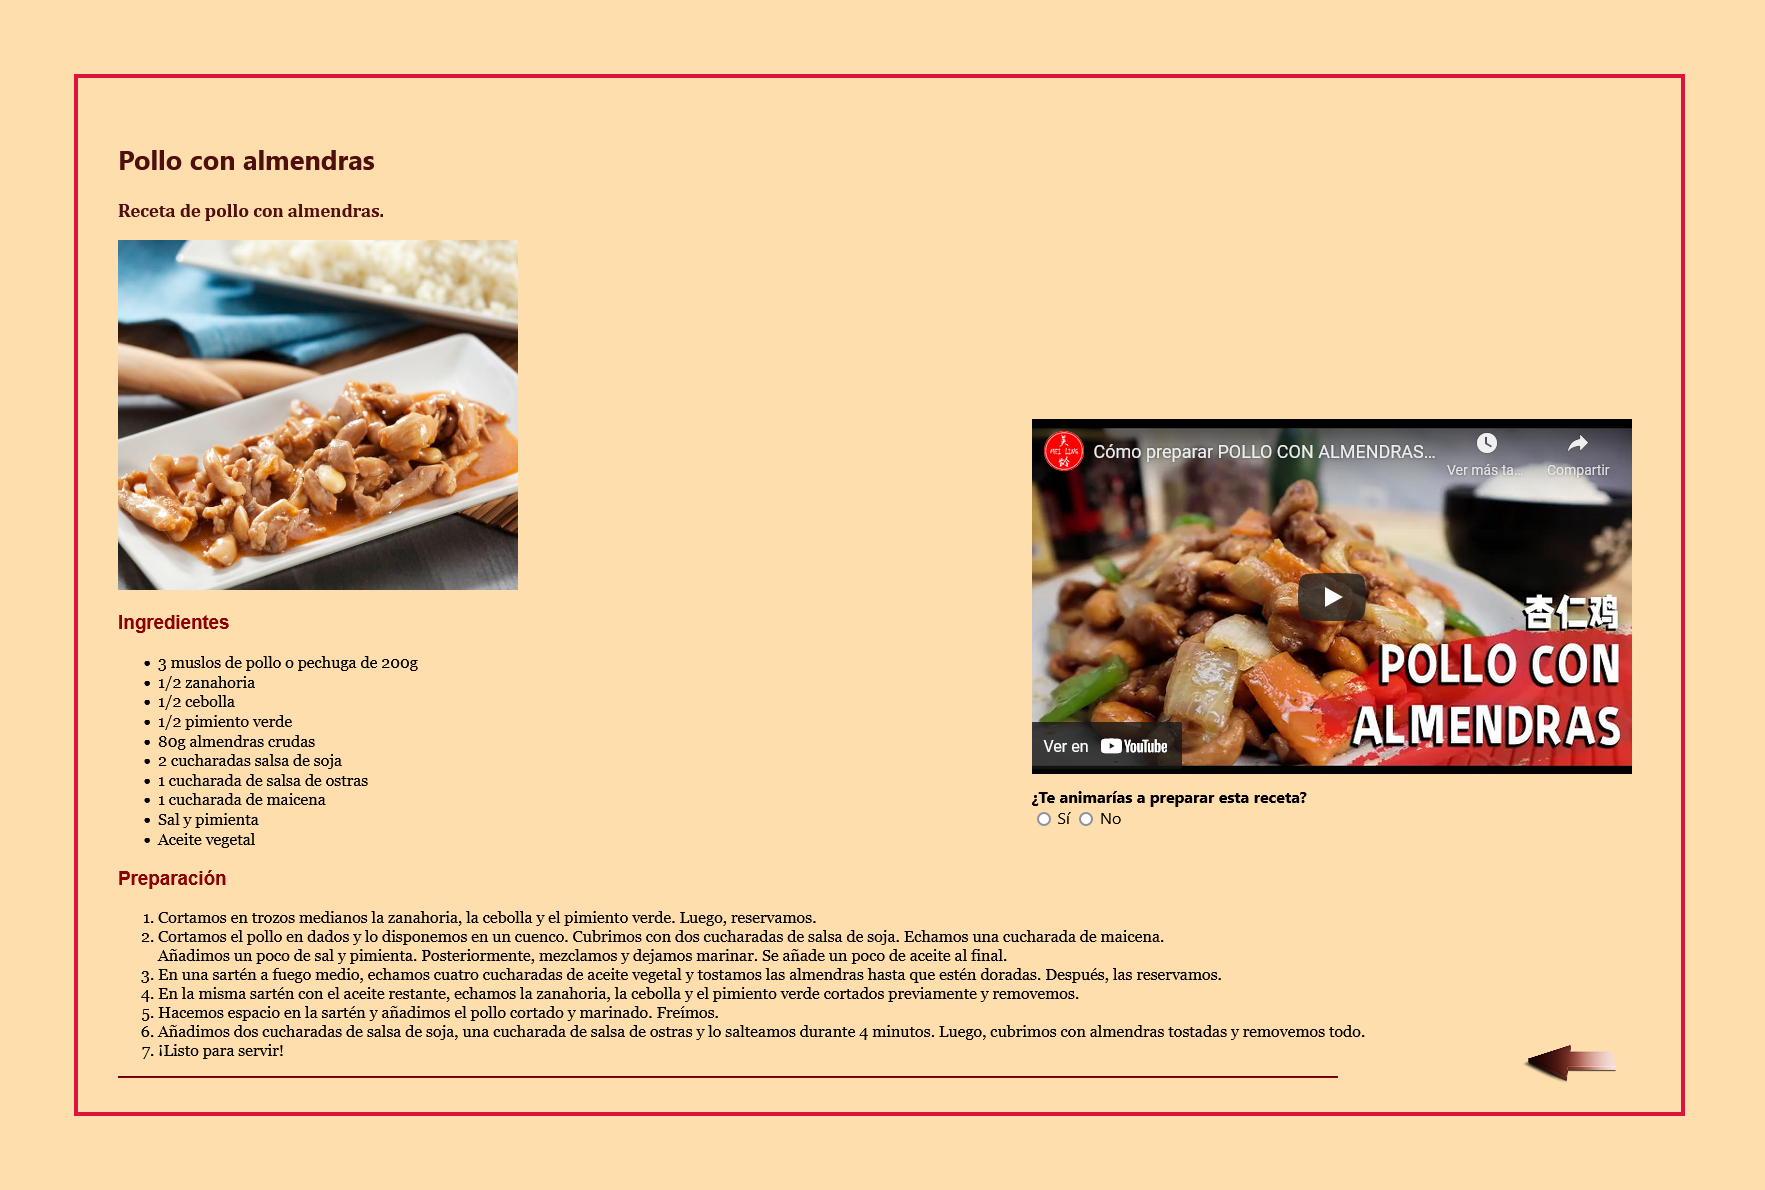 Pollo con almendras
Receta de pollo con almendras.
Ingredientes
3 muslos de pollo o pechuga de 200g
1/2 zanahoria
1/2 cebolla
1/2 pimiento verde
80g almendras crudas
2 cucharadas salsa de soja
1 cucharada de salsa de ostras
1 cucharada de maicena
Sal y pimienta
Aceite vegetal
美
MEI LING
龄
Cómo preparar POLLO CON ALMENDRAS…
Ver más ta…
Compartir
杏仁鸡
POLLO CON
ALMENDRAS
Ver en YouTube
¿Te animarías a preparar esta receta?
Sí No
Preparación
1. Cortamos en trozos medianos la zanahoria, la cebolla y el pimiento verde. Luego, reservamos.
2. Cortamos el pollo en dados y lo disponemos en un cuenco. Cubrimos con dos cucharadas de salsa de soja. Echamos una cucharada de maicena.
Añadimos un poco de sal y pimienta. Posteriormente, mezclamos y dejamos marinar. Se añade un poco de aceite al final.
3. En una sartén a fuego medio, echamos cuatro cucharadas de aceite vegetal y tostamos las almendras hasta que estén doradas. Después, las reservamos.
4. En la misma sartén con el aceite restante, echamos la zanahoria, la cebolla y el pimiento verde cortados previamente y removemos.
5. Hacemos espacio en la sartén y añadimos el pollo cortado y marinado. Freímos.
6. Añadimos dos cucharadas de salsa de soja, una cucharada de salsa de ostras y lo salteamos durante 4 minutos. Luego, cubrimos con almendras tostadas y removemos todo.
7. ¡Listo para servir!